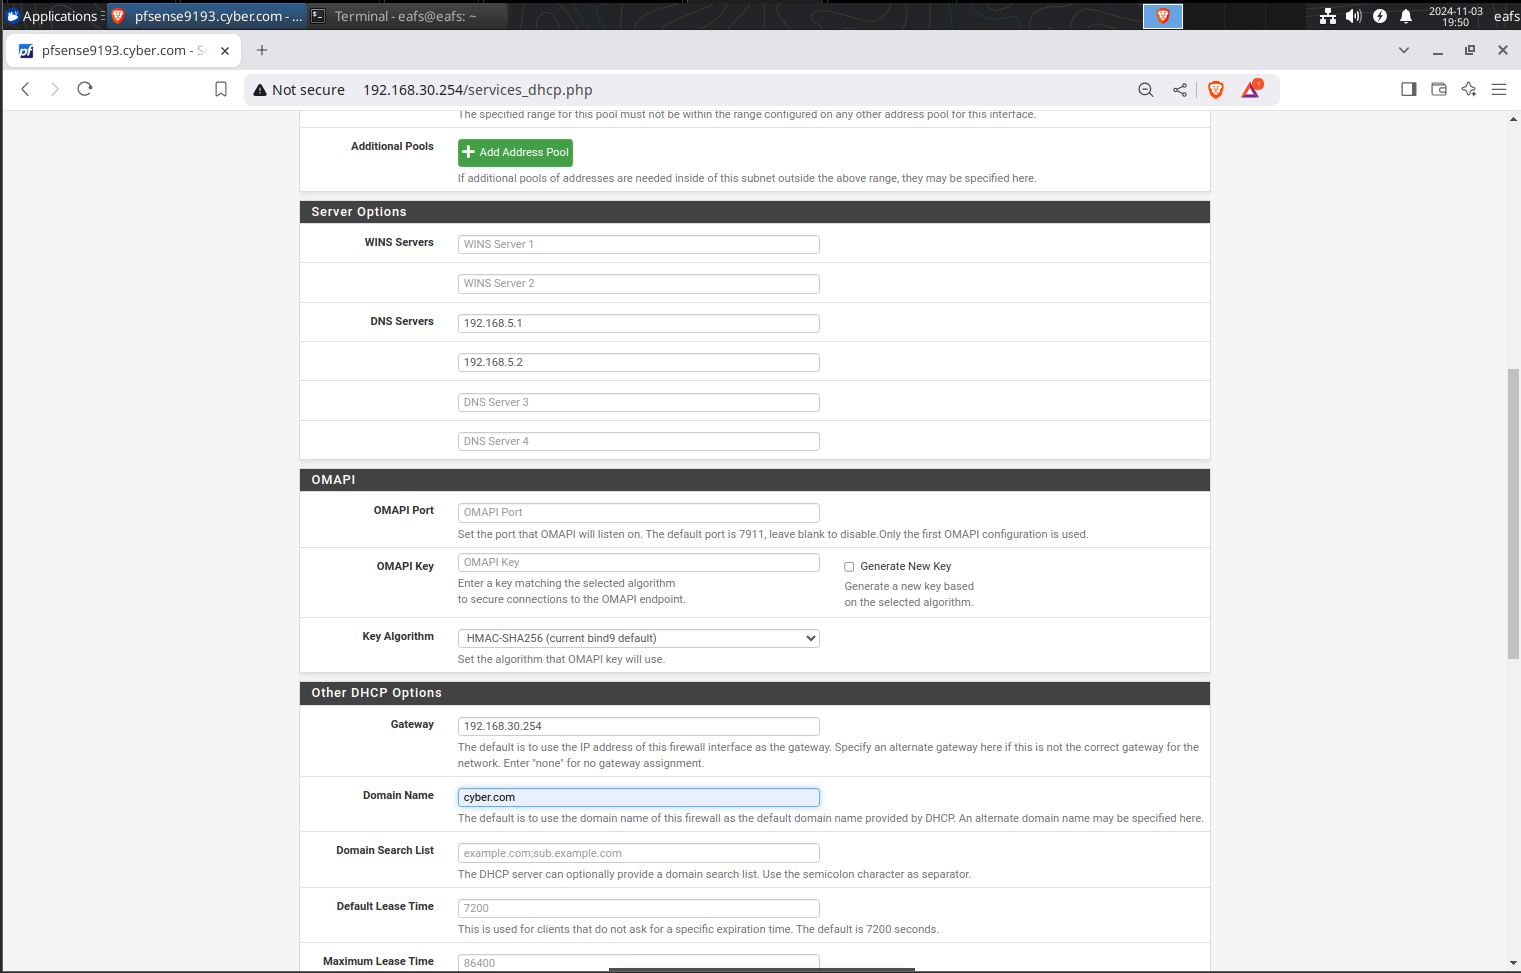 Applications
pfsense9193.cyber.com - ...
Terminal - eafs@eafs: ~
2024-11-03
19:50
eafs
pfsense9193.cyber.com - S
Not secure
192.168.30.254/services_dhcp.php
The specified range for this pool must not be within the range configured on any other address pool for this interface.
Additional Pools
Add Address Pool
If additional pools of addresses are needed inside of this subnet outside the above range, they may be specified here.
Server Options
WINS Servers
WINS Server 1
WINS Server 2
DNS Servers
192.168.5.1
192.168.5.2
DNS Server 3
DNS Server 4
OMAPI
OMAPI Port
OMAPI Port
Set the port that OMAPI will listen on. The default port is 7911, leave blank to disable.Only the first OMAPI configuration is used.
OMAPI Key
OMAPI Key
Enter a key matching the selected algorithm
to secure connections to the OMAPI endpoint.
Generate New Key
Generate a new key based
on the selected algorithm.
Key Algorithm
HMAC-SHA256 (current bind9 default)
Set the algorithm that OMAPI key will use.
Other DHCP Options
Gateway
192.168.30.254
The default is to use the IP address of this firewall interface as the gateway. Specify an alternate gateway here if this is not the correct gateway for the
network. Enter "none" for no gateway assignment.
Domain Name
cyber.com
The default is to use the domain name of this firewall as the default domain name provided by DHCP. An alternate domain name may be specified here.
Domain Search List
example.com;sub.example.com
The DHCP server can optionally provide a domain search list. Use the semicolon character as separator.
Default Lease Time
7200
This is used for clients that do not ask for a specific expiration time. The default is 7200 seconds.
Maximum Lease Time
86400